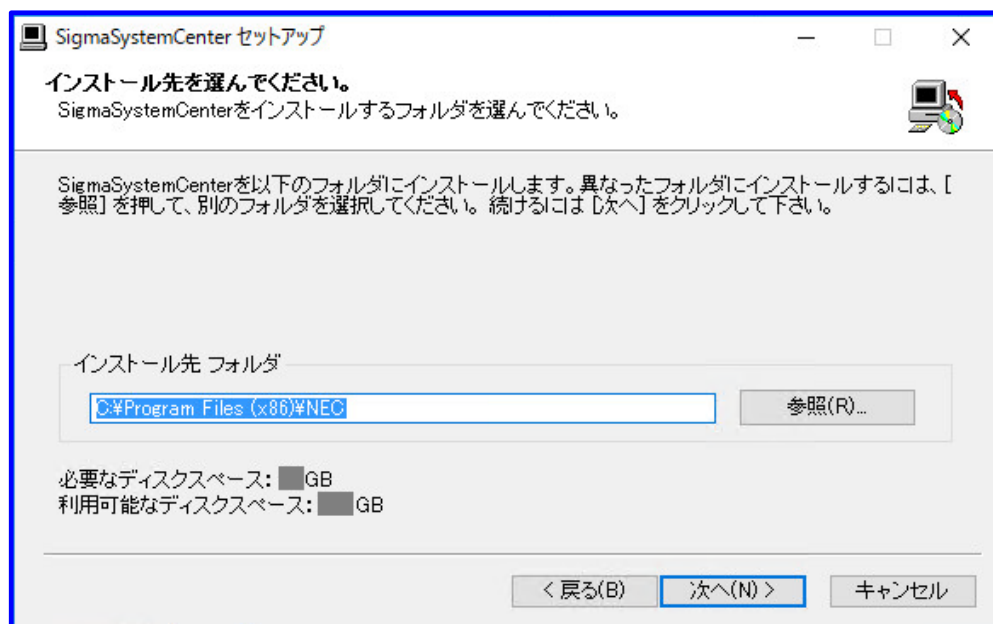 SigmaSystemCenter セットアップ
インストール先を選んでください。
SigmaSystemCenterをインストールするフォルダを選んでください。
SigmaSystemCenterを以下のフォルダにインストールします。異なったフォルダにインストールするには、[
参照] を押して、別のフォルダを選択してください。続けるには [次へ] をクリックして下さい。
インストール先 フォルダ
C:¥Program Files (x86)¥NEC
参照(R)...
必要なディスクスペース: GB
利用可能なディスクスペース: GB
< 戻る(B)
次へ(N) >
キャンセル